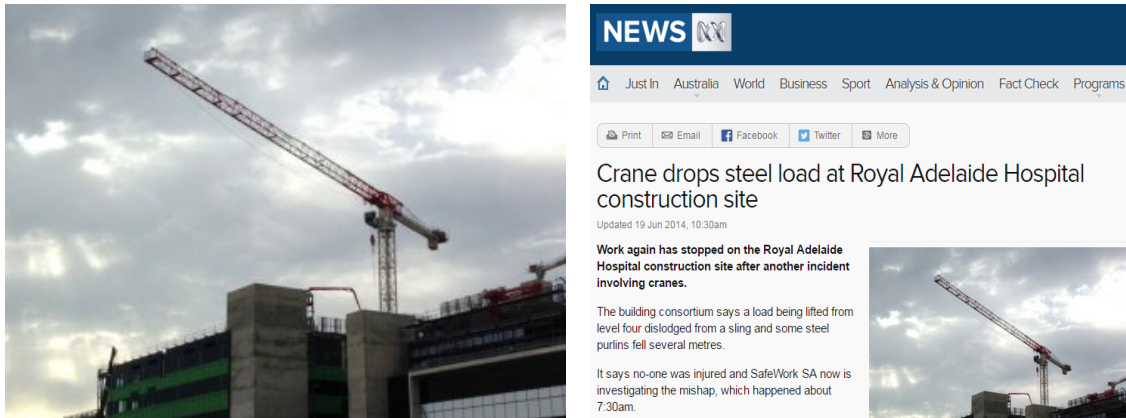 NEWS
Just In Australia World Business Sport Analysis & Opinion Fact Check Programs
Print Email Facebook Twitter More
Crane drops steel load at Royal Adelaide Hospital
construction site
Updated 19 Jun 2014, 10:30am
Work again has stopped on the Royal Adelaide
Hospital construction site after another incident
involving cranes.
The building consortium says a load being lifted from
level four dislodged from a sling and some steel
purlins fell several metres.
It says no-one was injured and SafeWork SA now is
investigating the mishap, which happened about
7:30am.